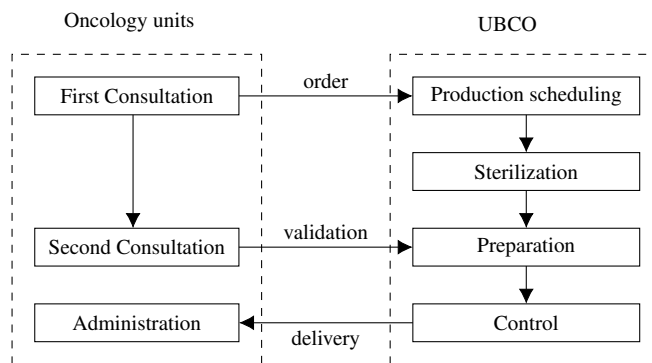 Oncology units
UBCO
First Consultation
order
Production scheduling
Sterilization
Second Consultation
validation
Preparation
Administration
delivery
Control